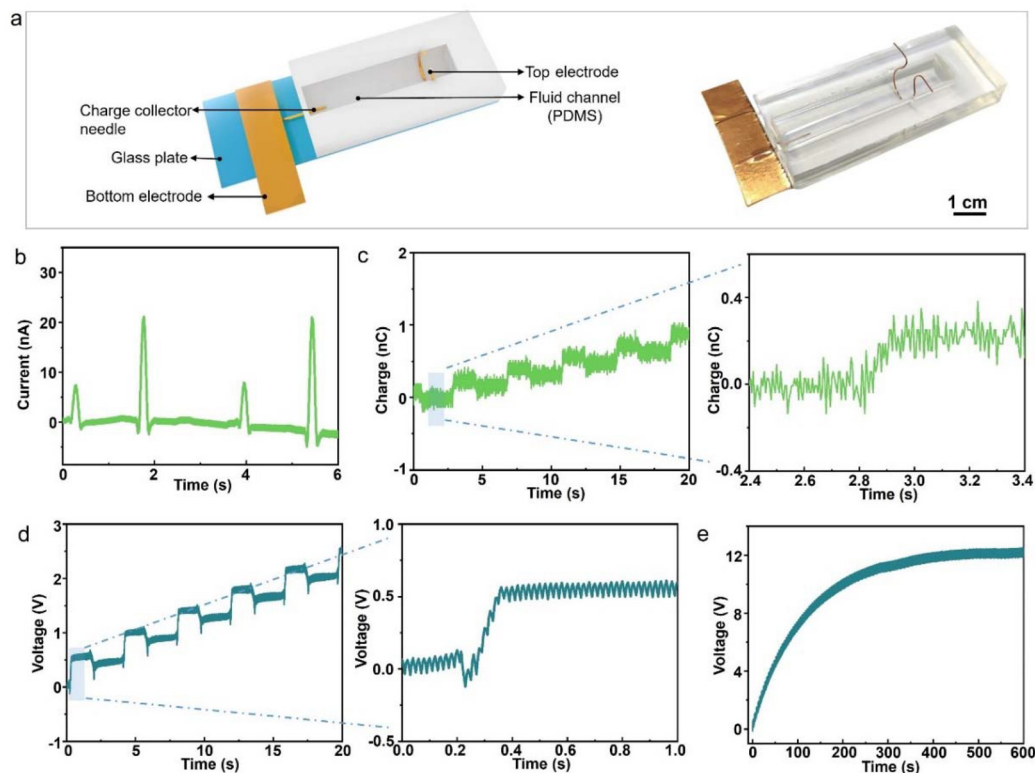 a
Charge collector
needle
Glass plate
Bottom electrode
Top electrode
Fluid channel
(PDMS)
1 cm
b
Current (nA)
30
20
10
0
0
2
4
6
Time (s)
c
Charge (nC)
2
1
0
-1
0
5
10
15
20
Time (s)
Charge (nC)
0.4
0.0
-0.4
2.4
2.6
2.8
3.0
3.2
3.4
Time (s)
d
Voltage (V)
3
2
1
0
-1
0
5
10
15
20
Time (s)
Voltage (V)
1.0
0.5
0.0
-0.5
0.0
0.2
0.4
0.6
0.8
1.0
Time (s)
e
Voltage (V)
12
8
4
0
0
100
200
300
400
500
600
Time (s)